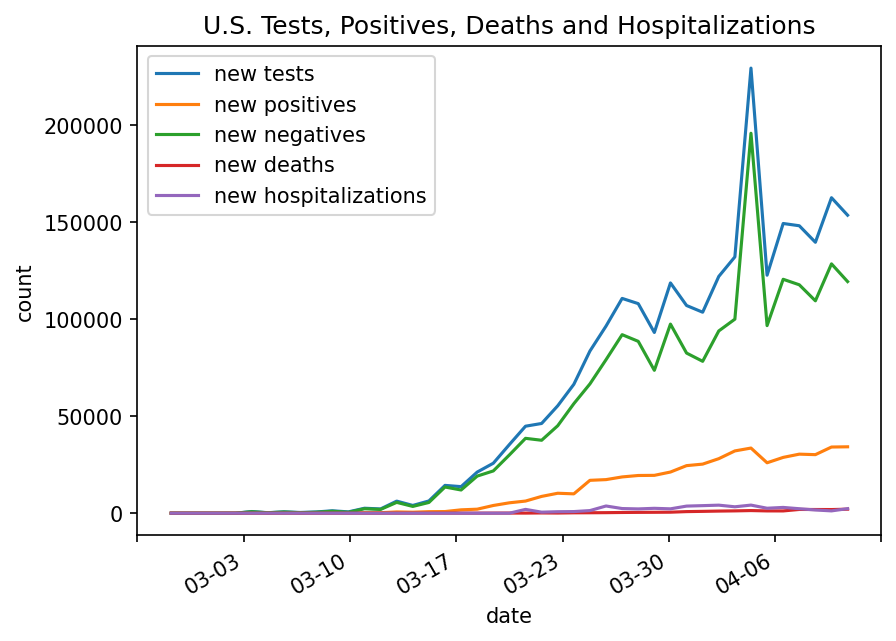 U.S. Tests, Positives, Deaths and Hospitalizations
new tests
new positives
new negatives
new deaths
new hospitalizations
200000
150000
100000
50000
0
count
03-03
03-10
03-17
03-23
03-30
04-06
date